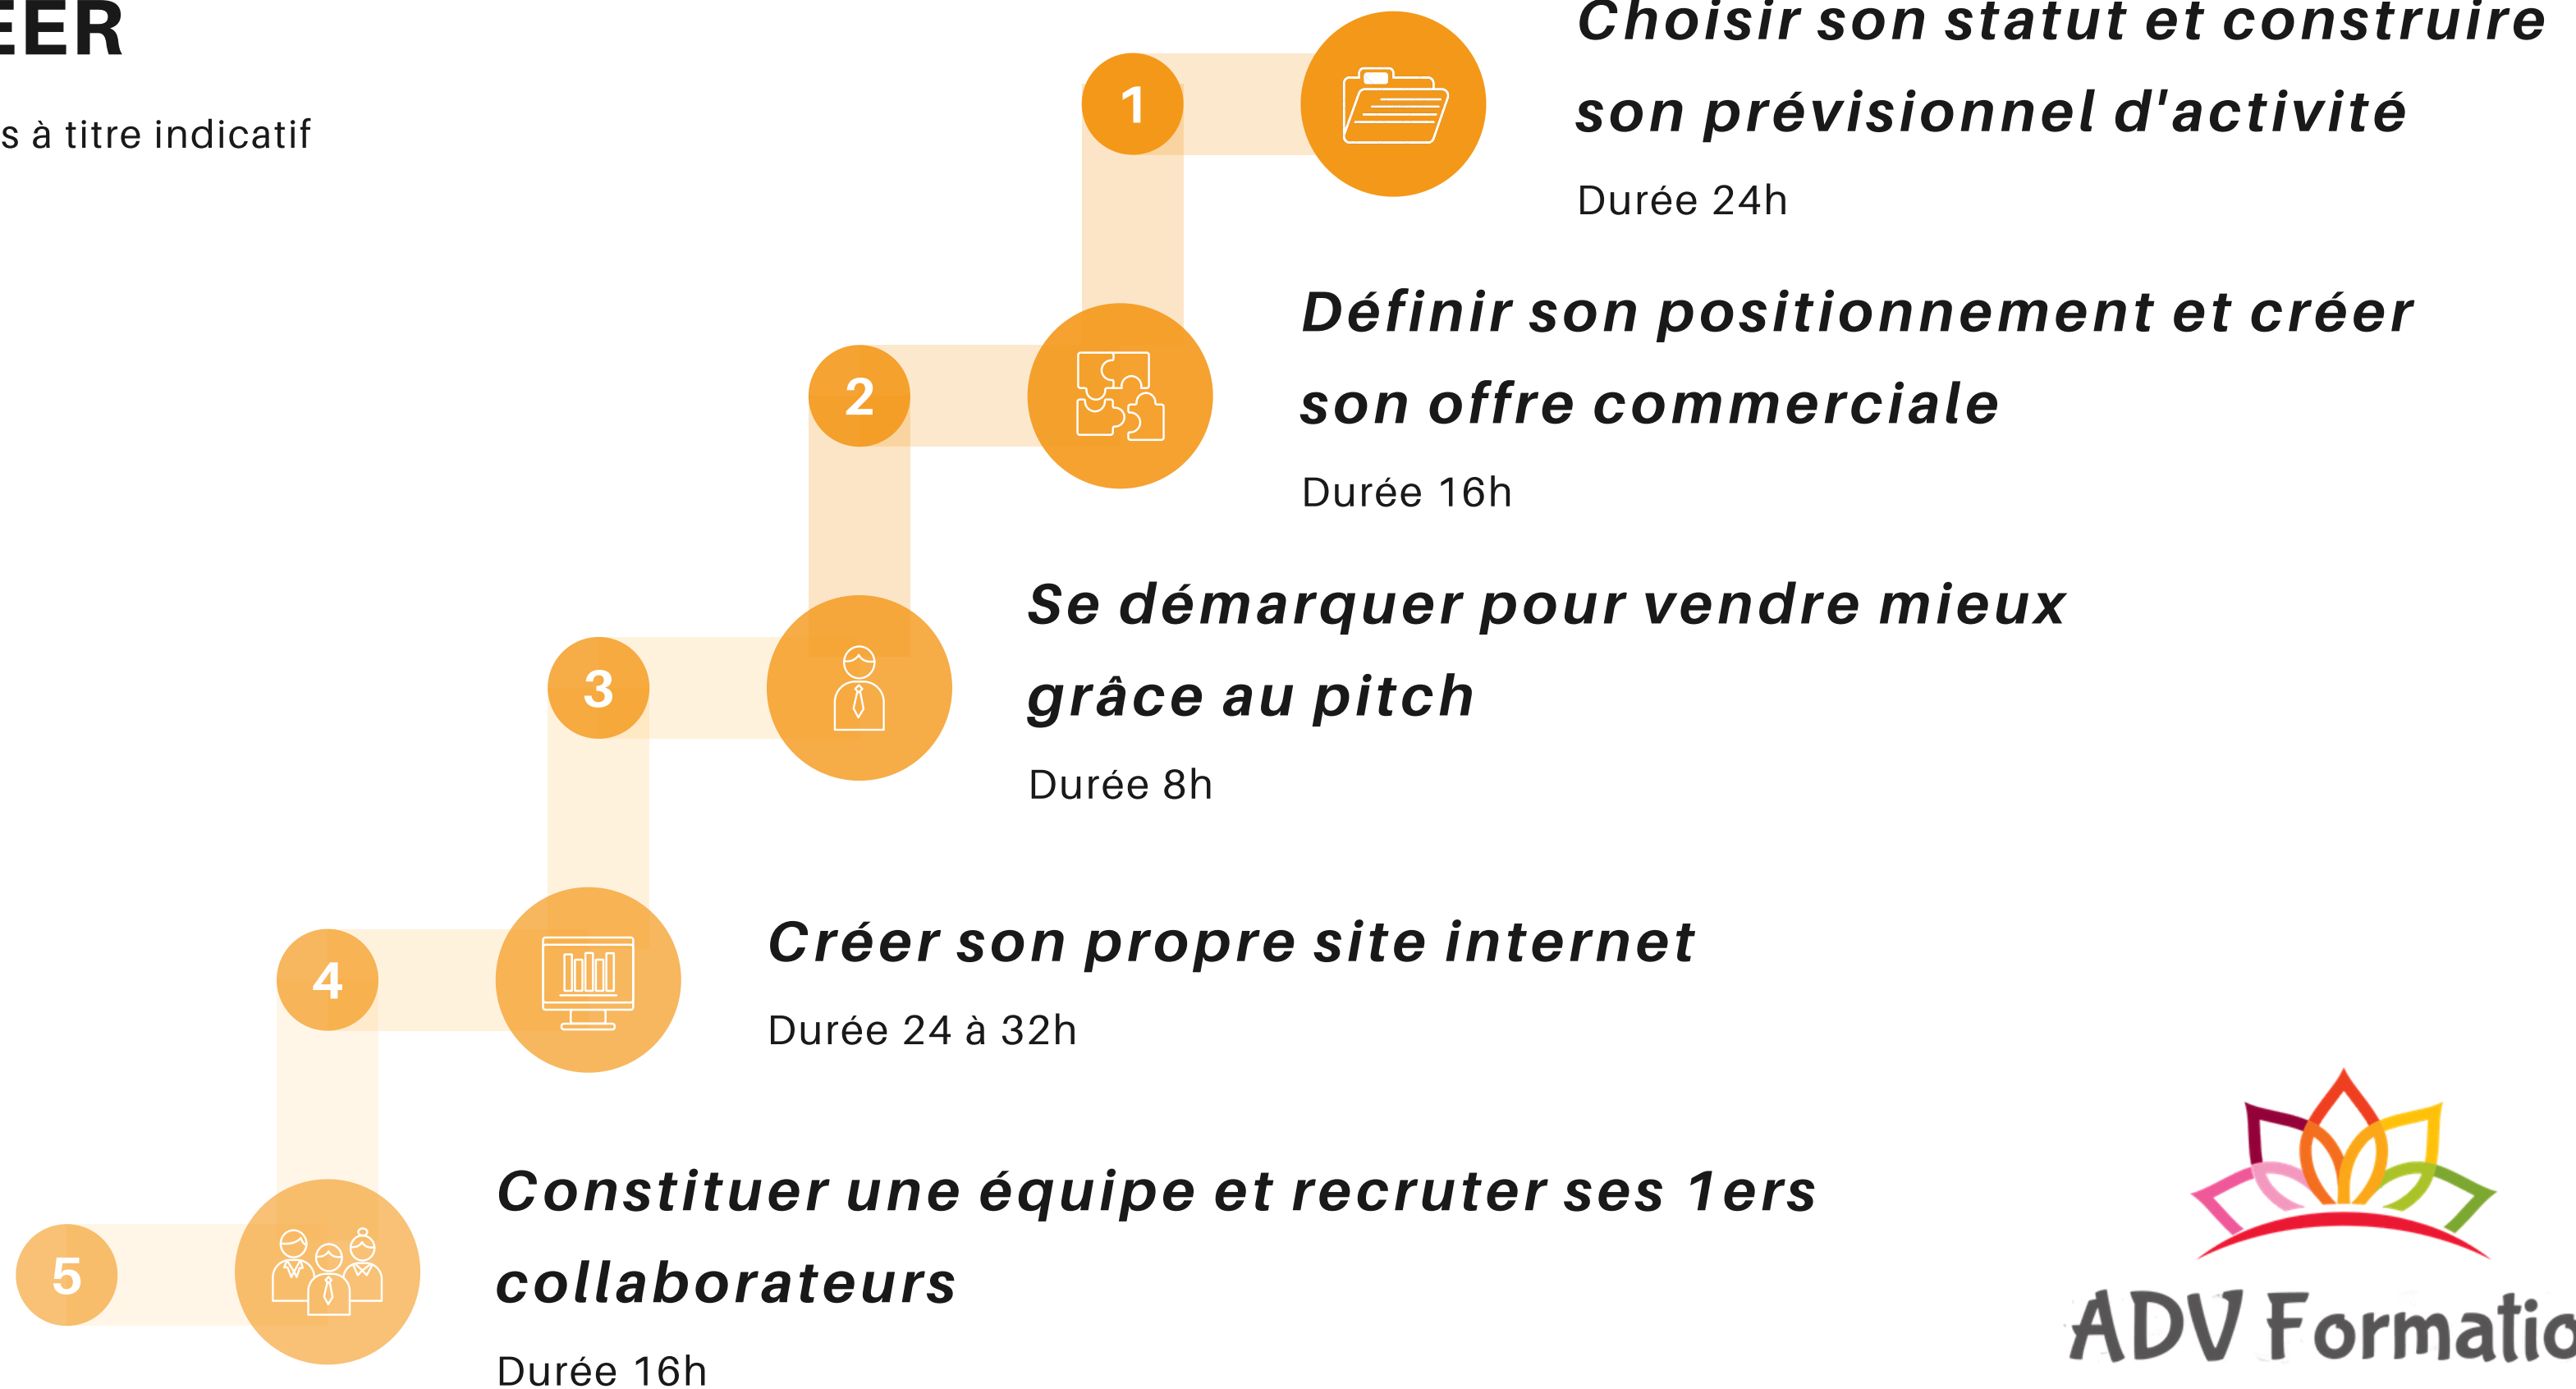 EER
s à titre indicatif
1
Choisir son statut et construire
son prévisionnel d'activité
Durée 24h
2
Définir son positionnement et créer
son offre commerciale
Durée 16h
3
Se démarquer pour vendre mieux
grâce au pitch
Durée 8h
4
Créer son propre site internet
Durée 24 à 32h
5
Constituer une équipe et recruter ses 1ers
collaborateurs
Durée 16h
ADV Formatio